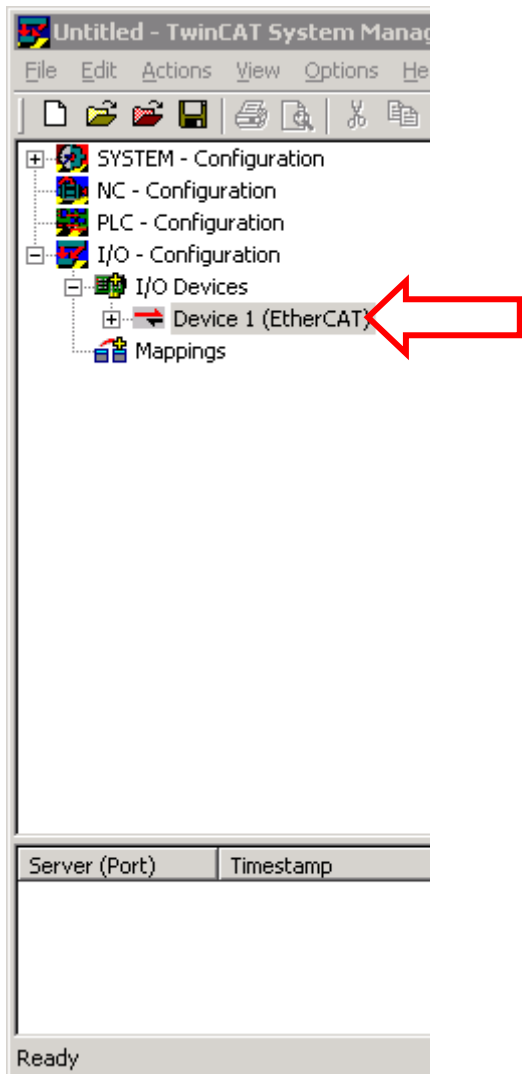 Untitled - TwinCAT System Manag
File Edit Actions View Options He
SYSTEM - Configuration
NC - Configuration
PLC - Configuration
I/O - Configuration
I/O Devices
Device 1 (EtherCAT)
Mappings
Server (Port) Timestamp
Ready